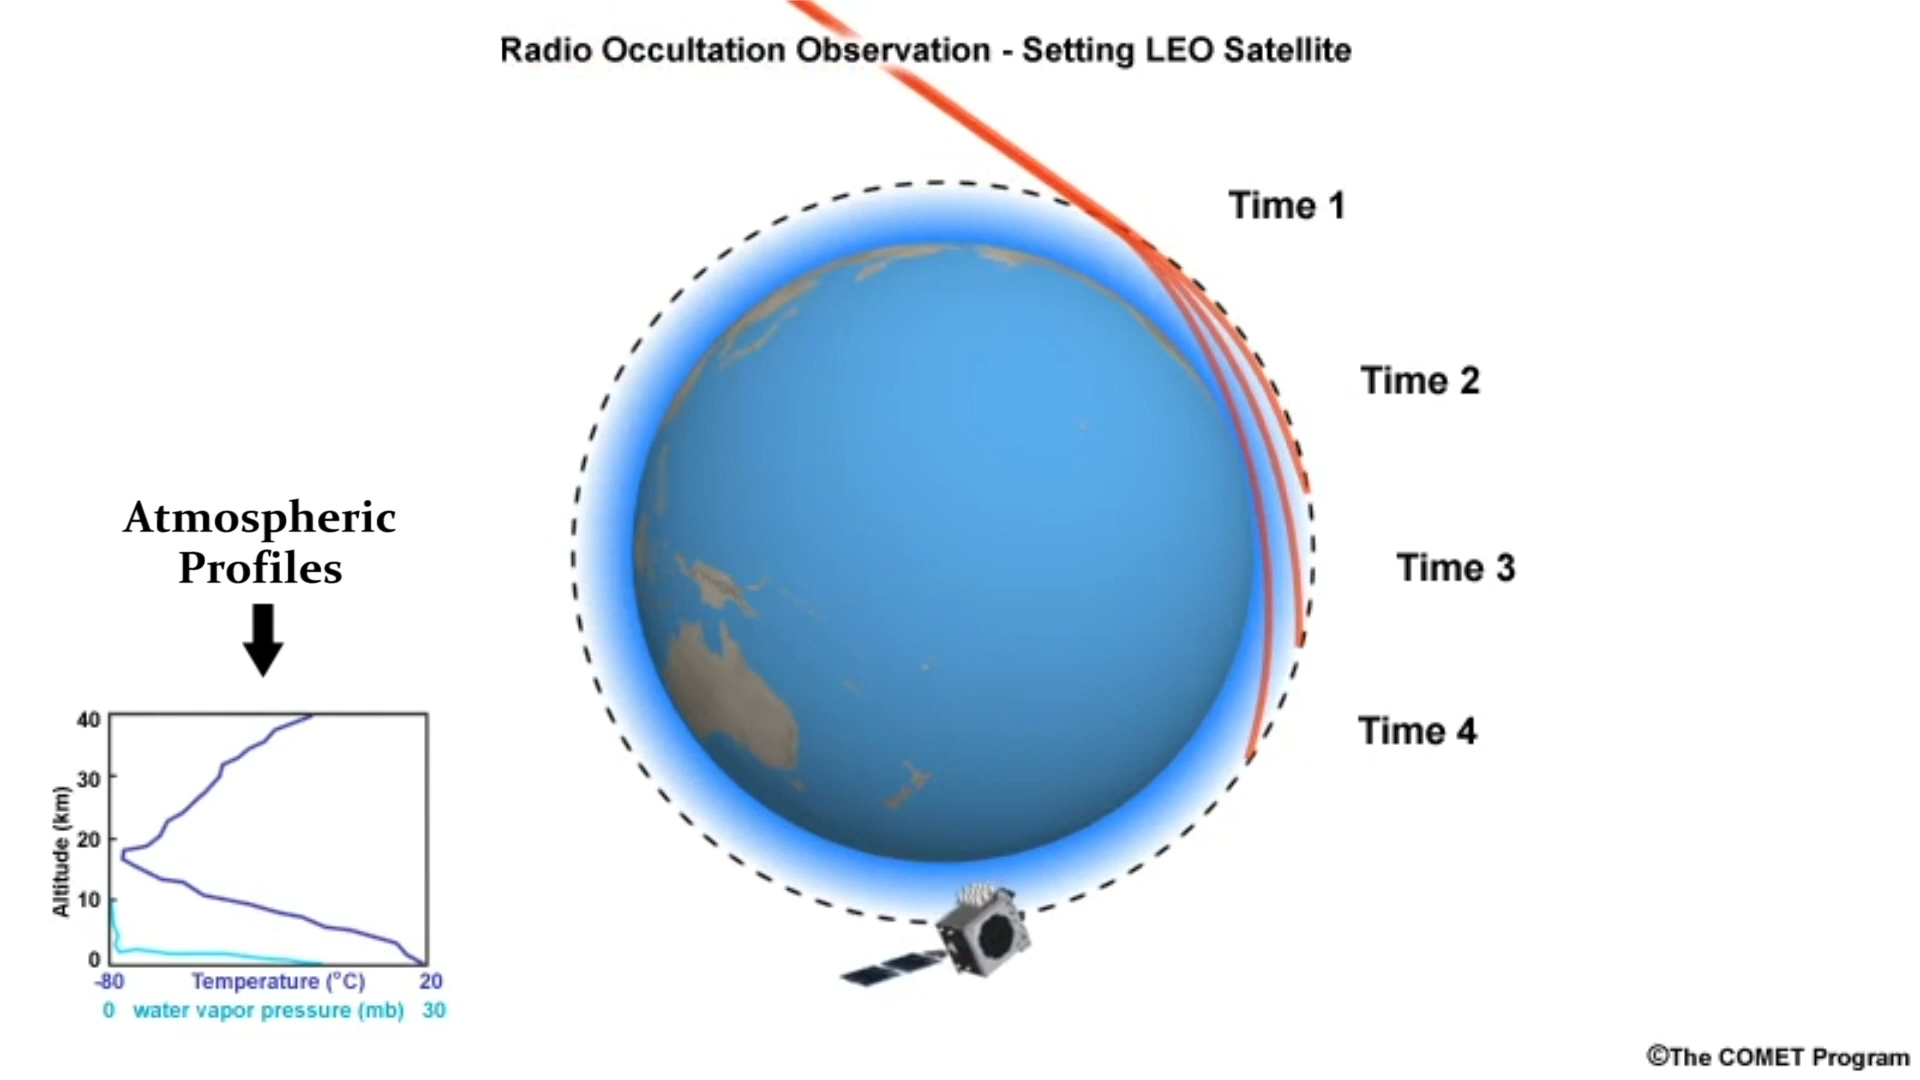 Radio Occultation Observation - Setting LEO Satellite
Time 1
Time 2
Time 3
Time 4
Atmospheric
Profiles
40
30
20
10
0
Altitude (km)
-80 Temperature (°C) 20
0 water vapor pressure (mb) 30
©The COMET Program